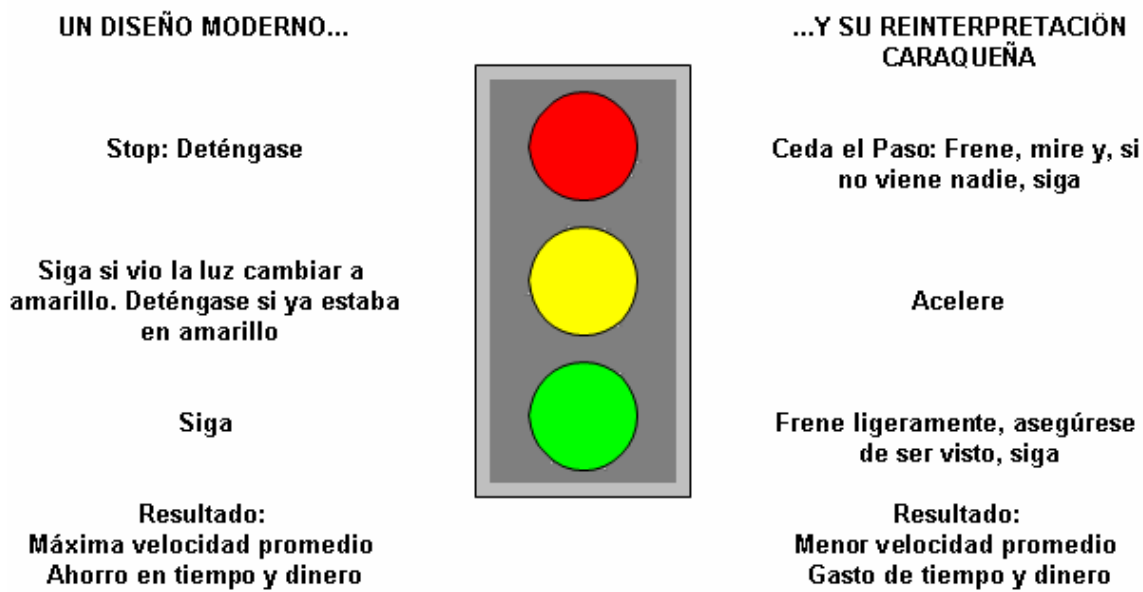 UN DISEÑO MODERNO...
Stop: Deténgase
Siga si vio la luz cambiar a
amarillo. Deténgase si ya estaba
en amarillo
Siga
Resultado:
Máxima velocidad promedio
Ahorro en tiempo y dinero
...Y SU REINTERPRETACIÖN
CARAQUEÑA
Ceda el Paso: Frene, mire y, si
no viene nadie, siga
Acelere
Frene ligeramente, asegúrese
de ser visto, siga
Resultado:
Menor velocidad promedio
Gasto de tiempo y dinero